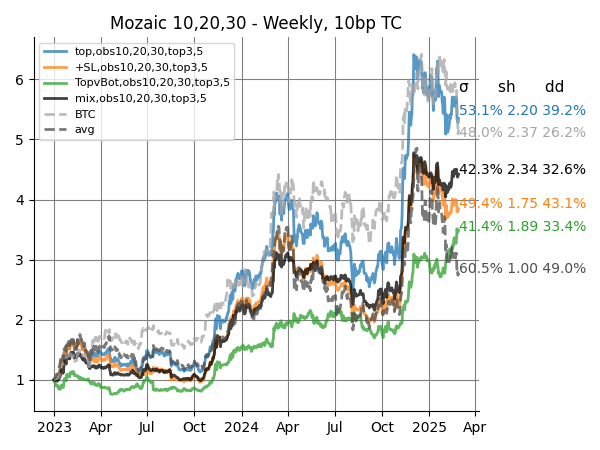 Mozaic 10,20,30 - Weekly, 10bp TC
top,obs10,20,30,top3,5
+SL,obs10,20,30,top3,5
TopvBot,obs10,20,30,top3,5
mix,obs10,20,30,top3,5
BTC
avg
σ sh dd
53.1% 2.20 39.2%
48.0% 2.37 26.2%
42.3% 2.34 32.6%
49.4% 1.75 43.1%
41.4% 1.89 33.4%
60.5% 1.00 49.0%
6
5
4
3
2
1
2023 Apr Jul Oct 2024 Apr Jul Oct 2025 Apr